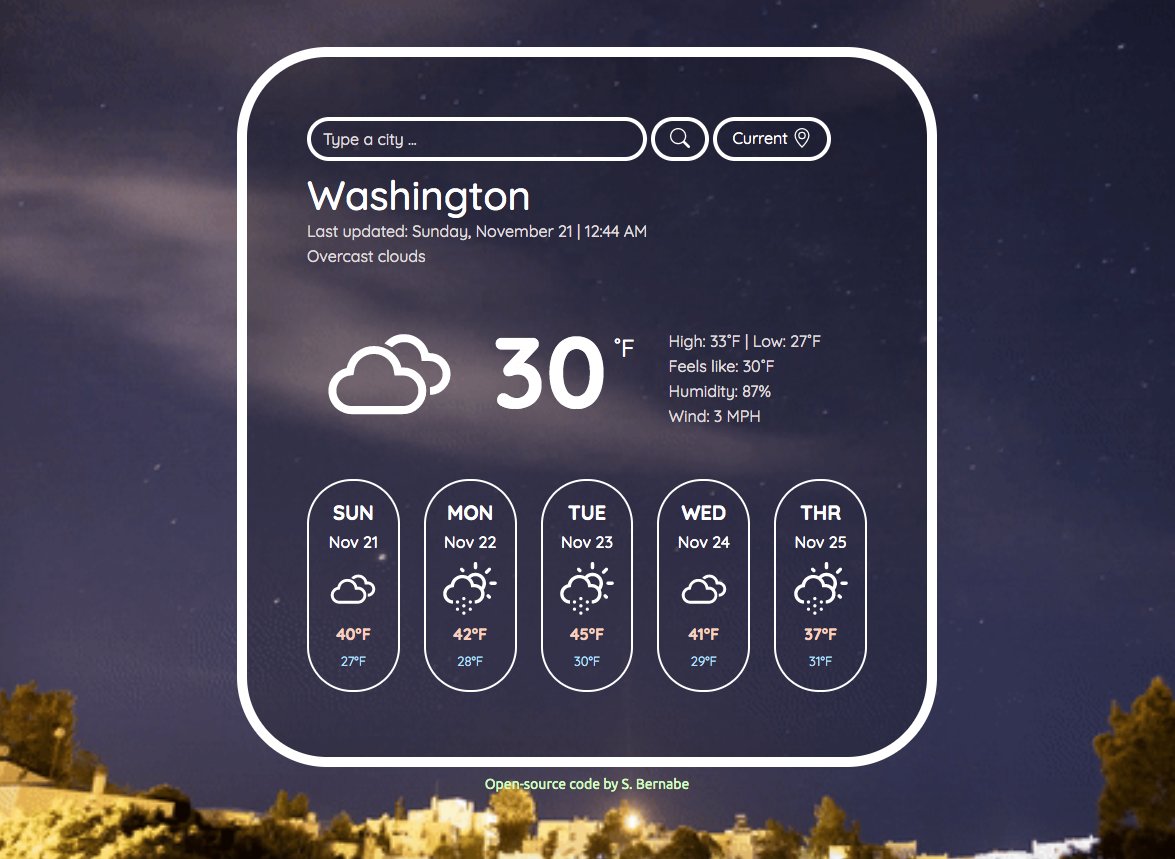 Type a city ...
Current
Washington
Last updated: Sunday, November 21 | 12:44 AM
Overcast clouds
30 °F
High: 33°F | Low: 27°F
Feels like: 30°F
Humidity: 87%
Wind: 3 MPH
SUN
Nov 21
40°F
27°F
MON
Nov 22
42°F
28°F
TUE
Nov 23
45°F
30°F
WED
Nov 24
41°F
29°F
THR
Nov 25
37°F
31°F
Open-source code by S. Bernabe